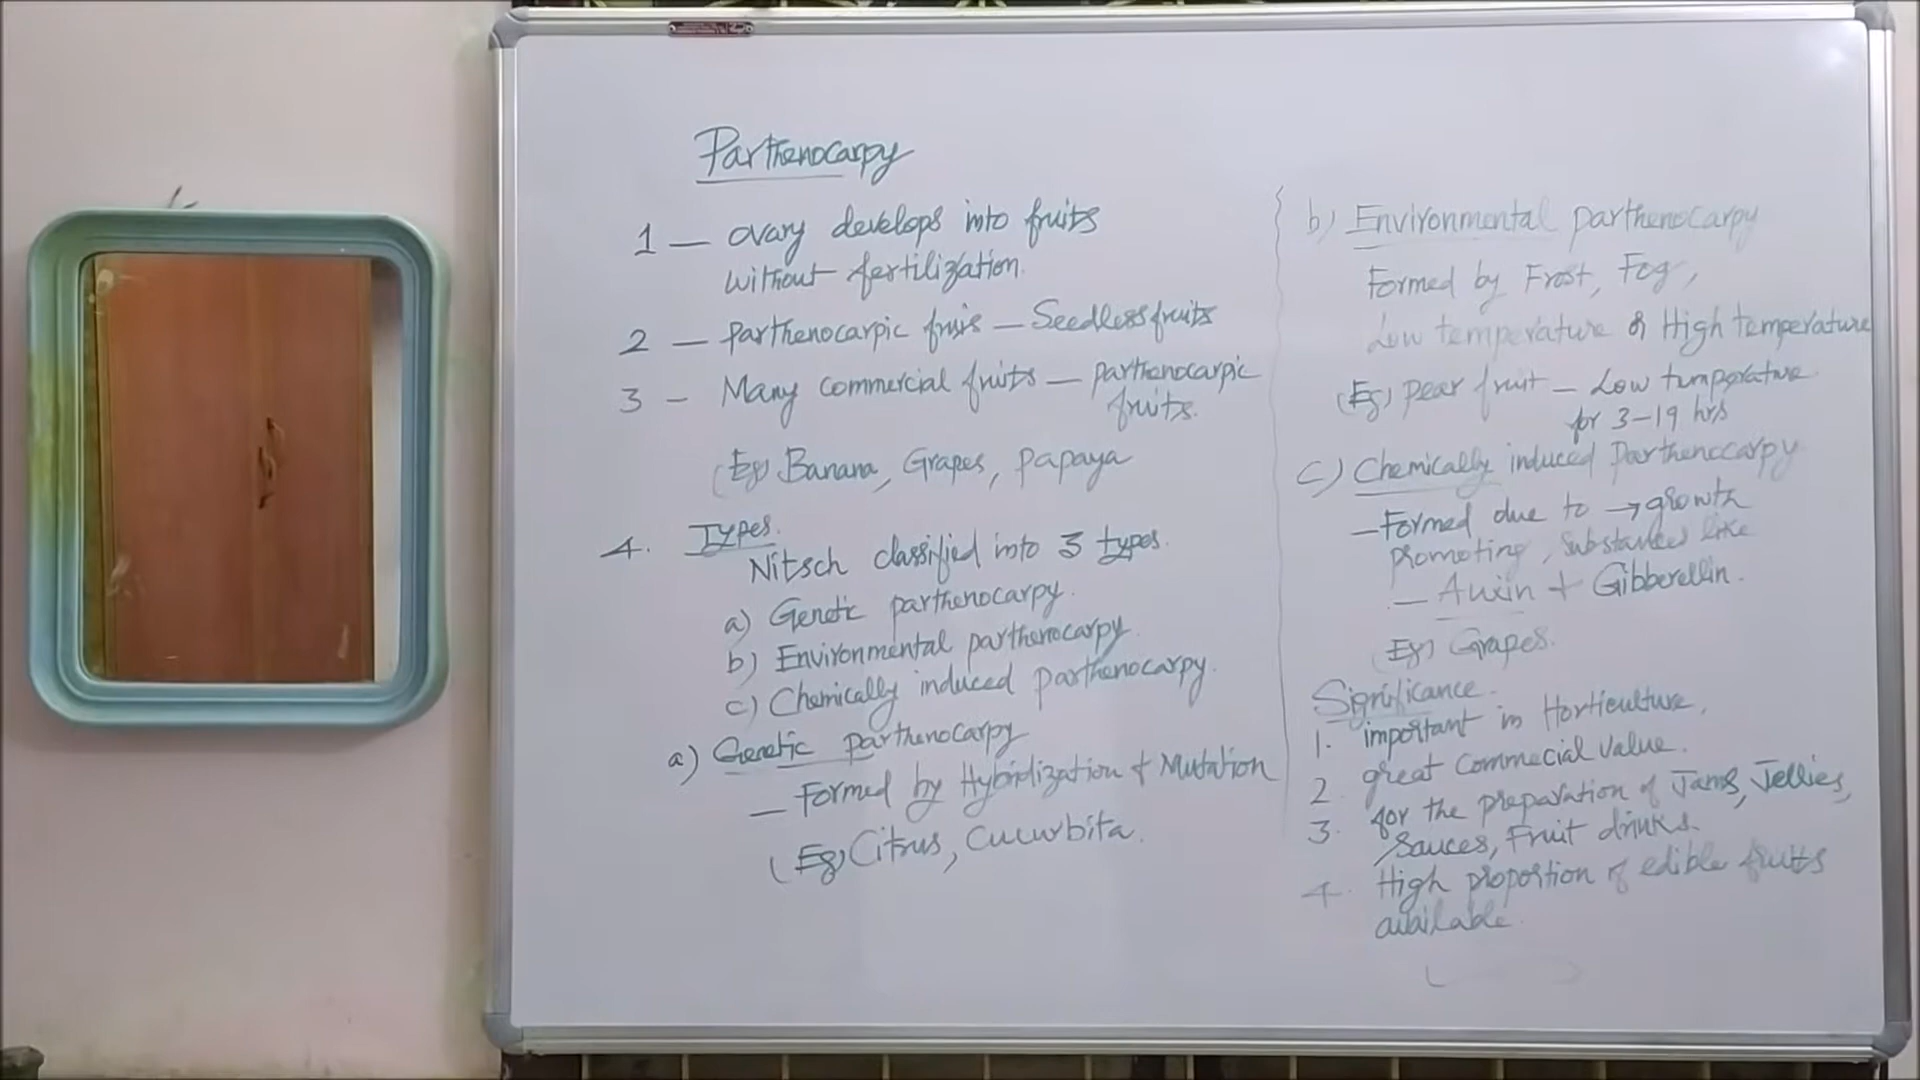 Parthenocarpy
1 — Ovary develops into fruits
without fertilization.
2 — Parthenocarpic fruis — Seedless fruits
3 — Many commercial fruits — parthenocarpic
fruits.
(Eg) Banana, Grapes, papaya
4. Types.
Nitsch classified into 3 types.
a) Genetic parthenocarpy.
b) Environmental parthenocarpy.
c) Chemically induced parthenocarpy.
a) Genetic parthenocarpy
— Formed by Hybridization & Mutation
(Eg) Citrus, Cucurbita.
b) Environmental parthenocarpy
Formed by Frost, Fog,
Low temperature & High temperature
(Eg) Pear fruit — Low temperature
for 3-19 hrs
C) Chemically induced Parthenocarpy
— Formed due to → growth
promoting, substances like
— Auxin + Gibberellin.
(Eg) Grapes.
Significance.
1. important in Horticulture.
2. great Commecial value.
3. for the preparation of Jams, Jellies,
Sauces, Fruit drinks.
4. High proportion of edible fruits
available.